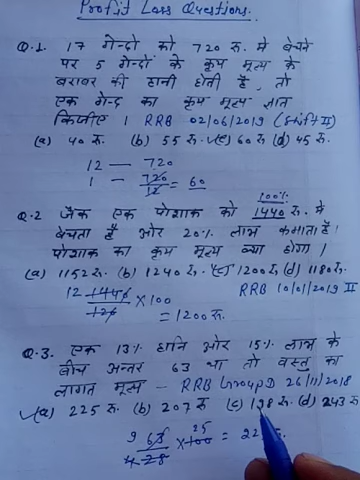 Profit Loss Questions.
Q.1. 17 गेन्दो को 720 रु. मे बेचने
पर 5 गेन्दों के क्रय मूल्य के
बराबर की हानी होती है, तो
एक गेन्द का क्रय मूल्य ज्ञात
किजीए । RRB 02/06/2019 (Shift II)
(a) 40 रु. (b) 55 रु. (c) 60 रु (d) 45 रु.
12 — 720
1 — 720/12 = 60
100%
Q.2 जैक एक पोशाक को 1440 रु. मे
बेचता है और 20% लाभ कमाता है।
पोशाक का क्रय मूल्य क्या होगा।
(a) 1152 रु. (b) 1240 रु. (c) 1200 रु (d) 1180 रु.
RRB 10/01/2019 II
12 1440/120 × 100
= 1200 रु.
Q.3. एक 13% हानि और 15% लाभ के
बीच अन्तर 63 था तो वस्तु का
लागत मूल्य – RRB Group D 26/11/2018
(a) 225 रु. (b) 207 रु (c) 198 रु. (d) 243 रु
9 63/28 × 100 25 = 22 रु.